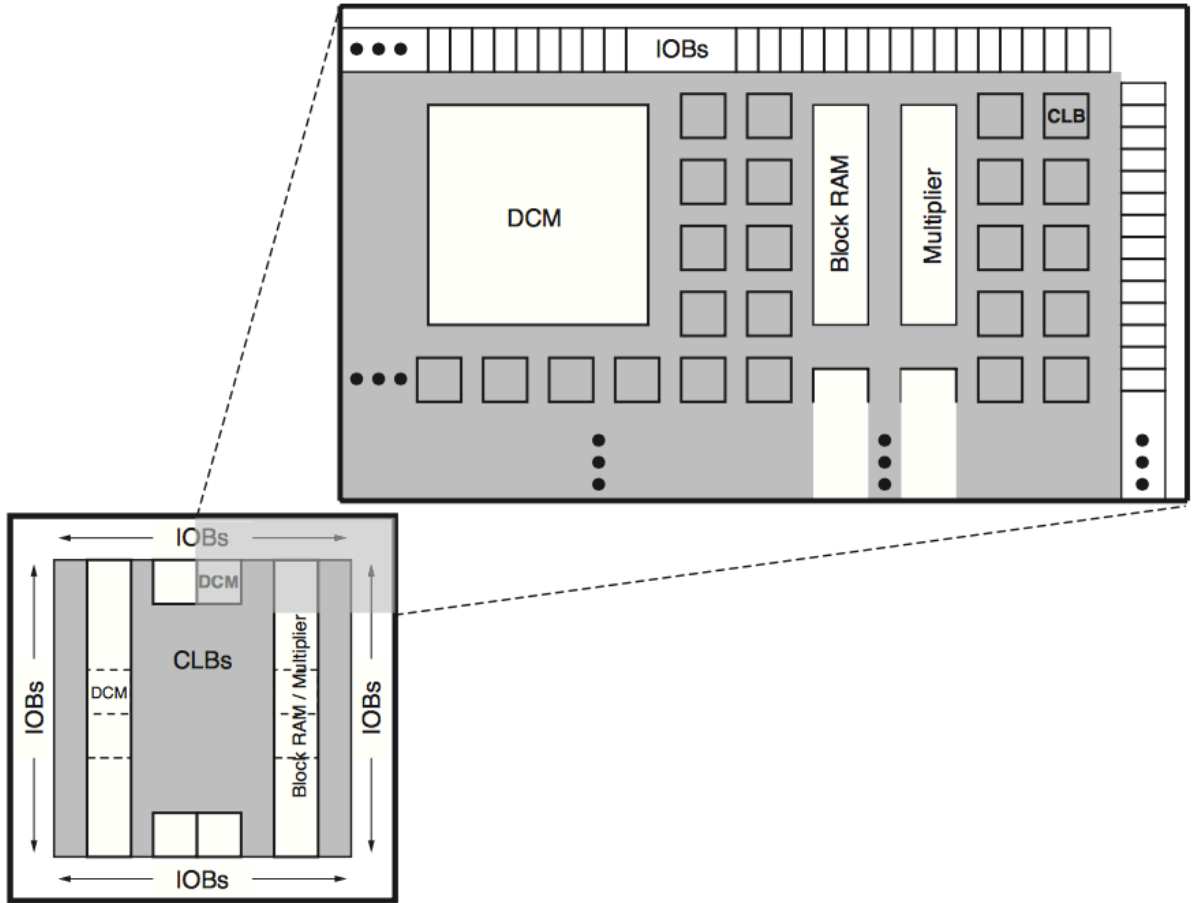 IOBs
CLB
DCM
Block RAM
Multiplier
IOBs
DCM
CLBs
IOBs
DCM
Block RAM / Multiplier
IOBs
IOBs